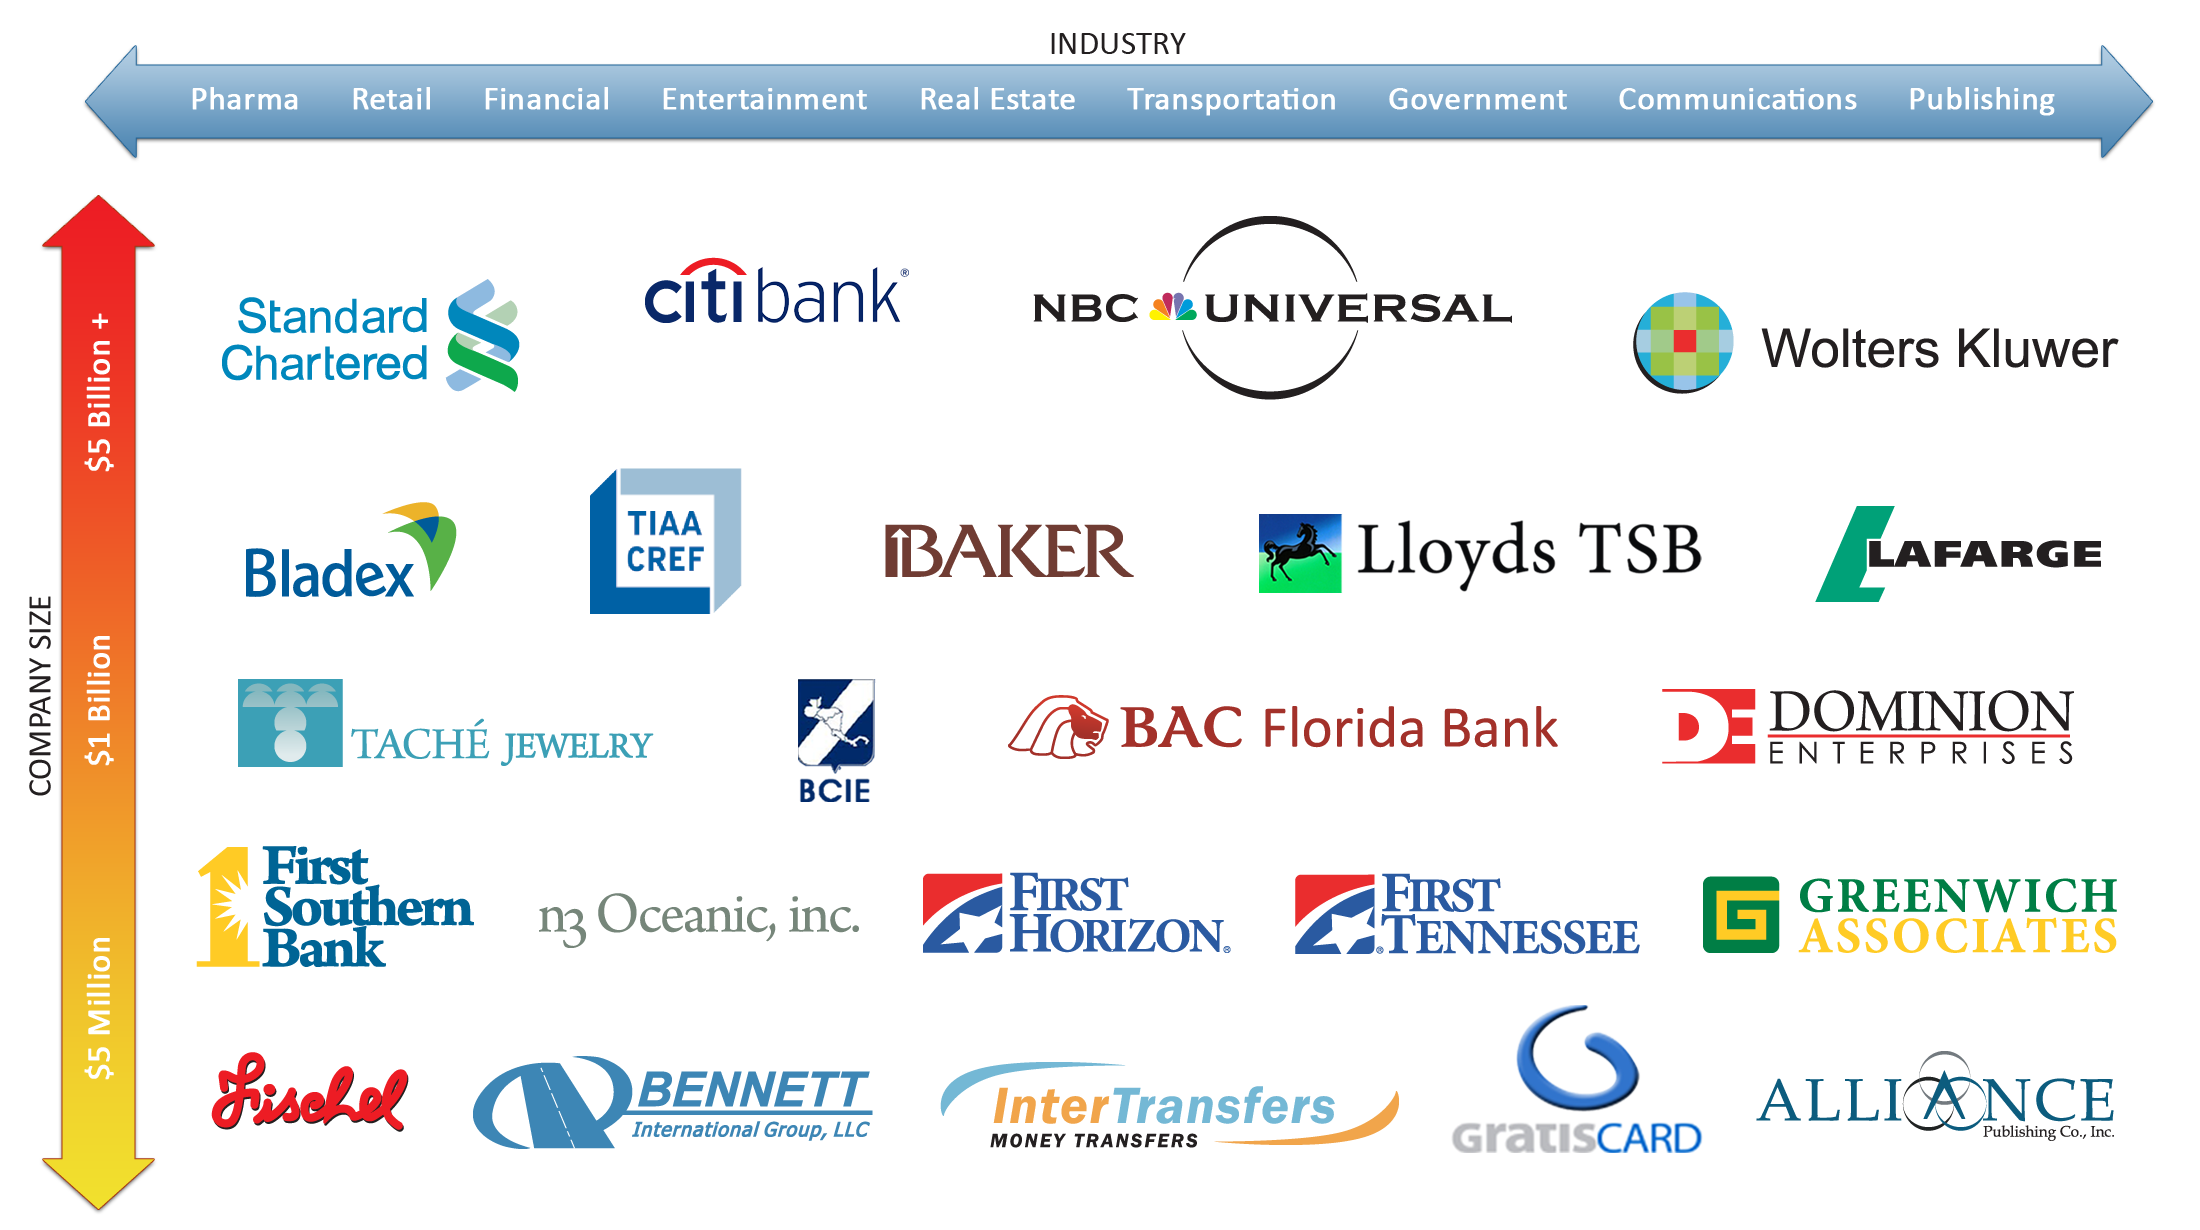 INDUSTRY
Pharma Retail Financial Entertainment Real Estate Transportation Government Communications Publishing
COMPANY SIZE
$5 Billion +
$1 Billion
$5 Million
Standard
Chartered
citibank®
NBC UNIVERSAL
Wolters Kluwer
Bladex
TIAA
CREF
BAKER
Lloyds TSB
LAFARGE
TACHÉ JEWELRY
BCIE
BAC Florida Bank
DE
DOMINION
ENTERPRISES
1
First
Southern
Bank
n3 Oceanic, inc.
FIRST
HORIZON®
FIRST
®TENNESSEE
G
GREENWICH
ASSOCIATES
Fischel
BENNETT
International Group, LLC
InterTransfers
MONEY TRANSFERS
GRATISCARD
ALLIANCE
Publishing Co., Inc.